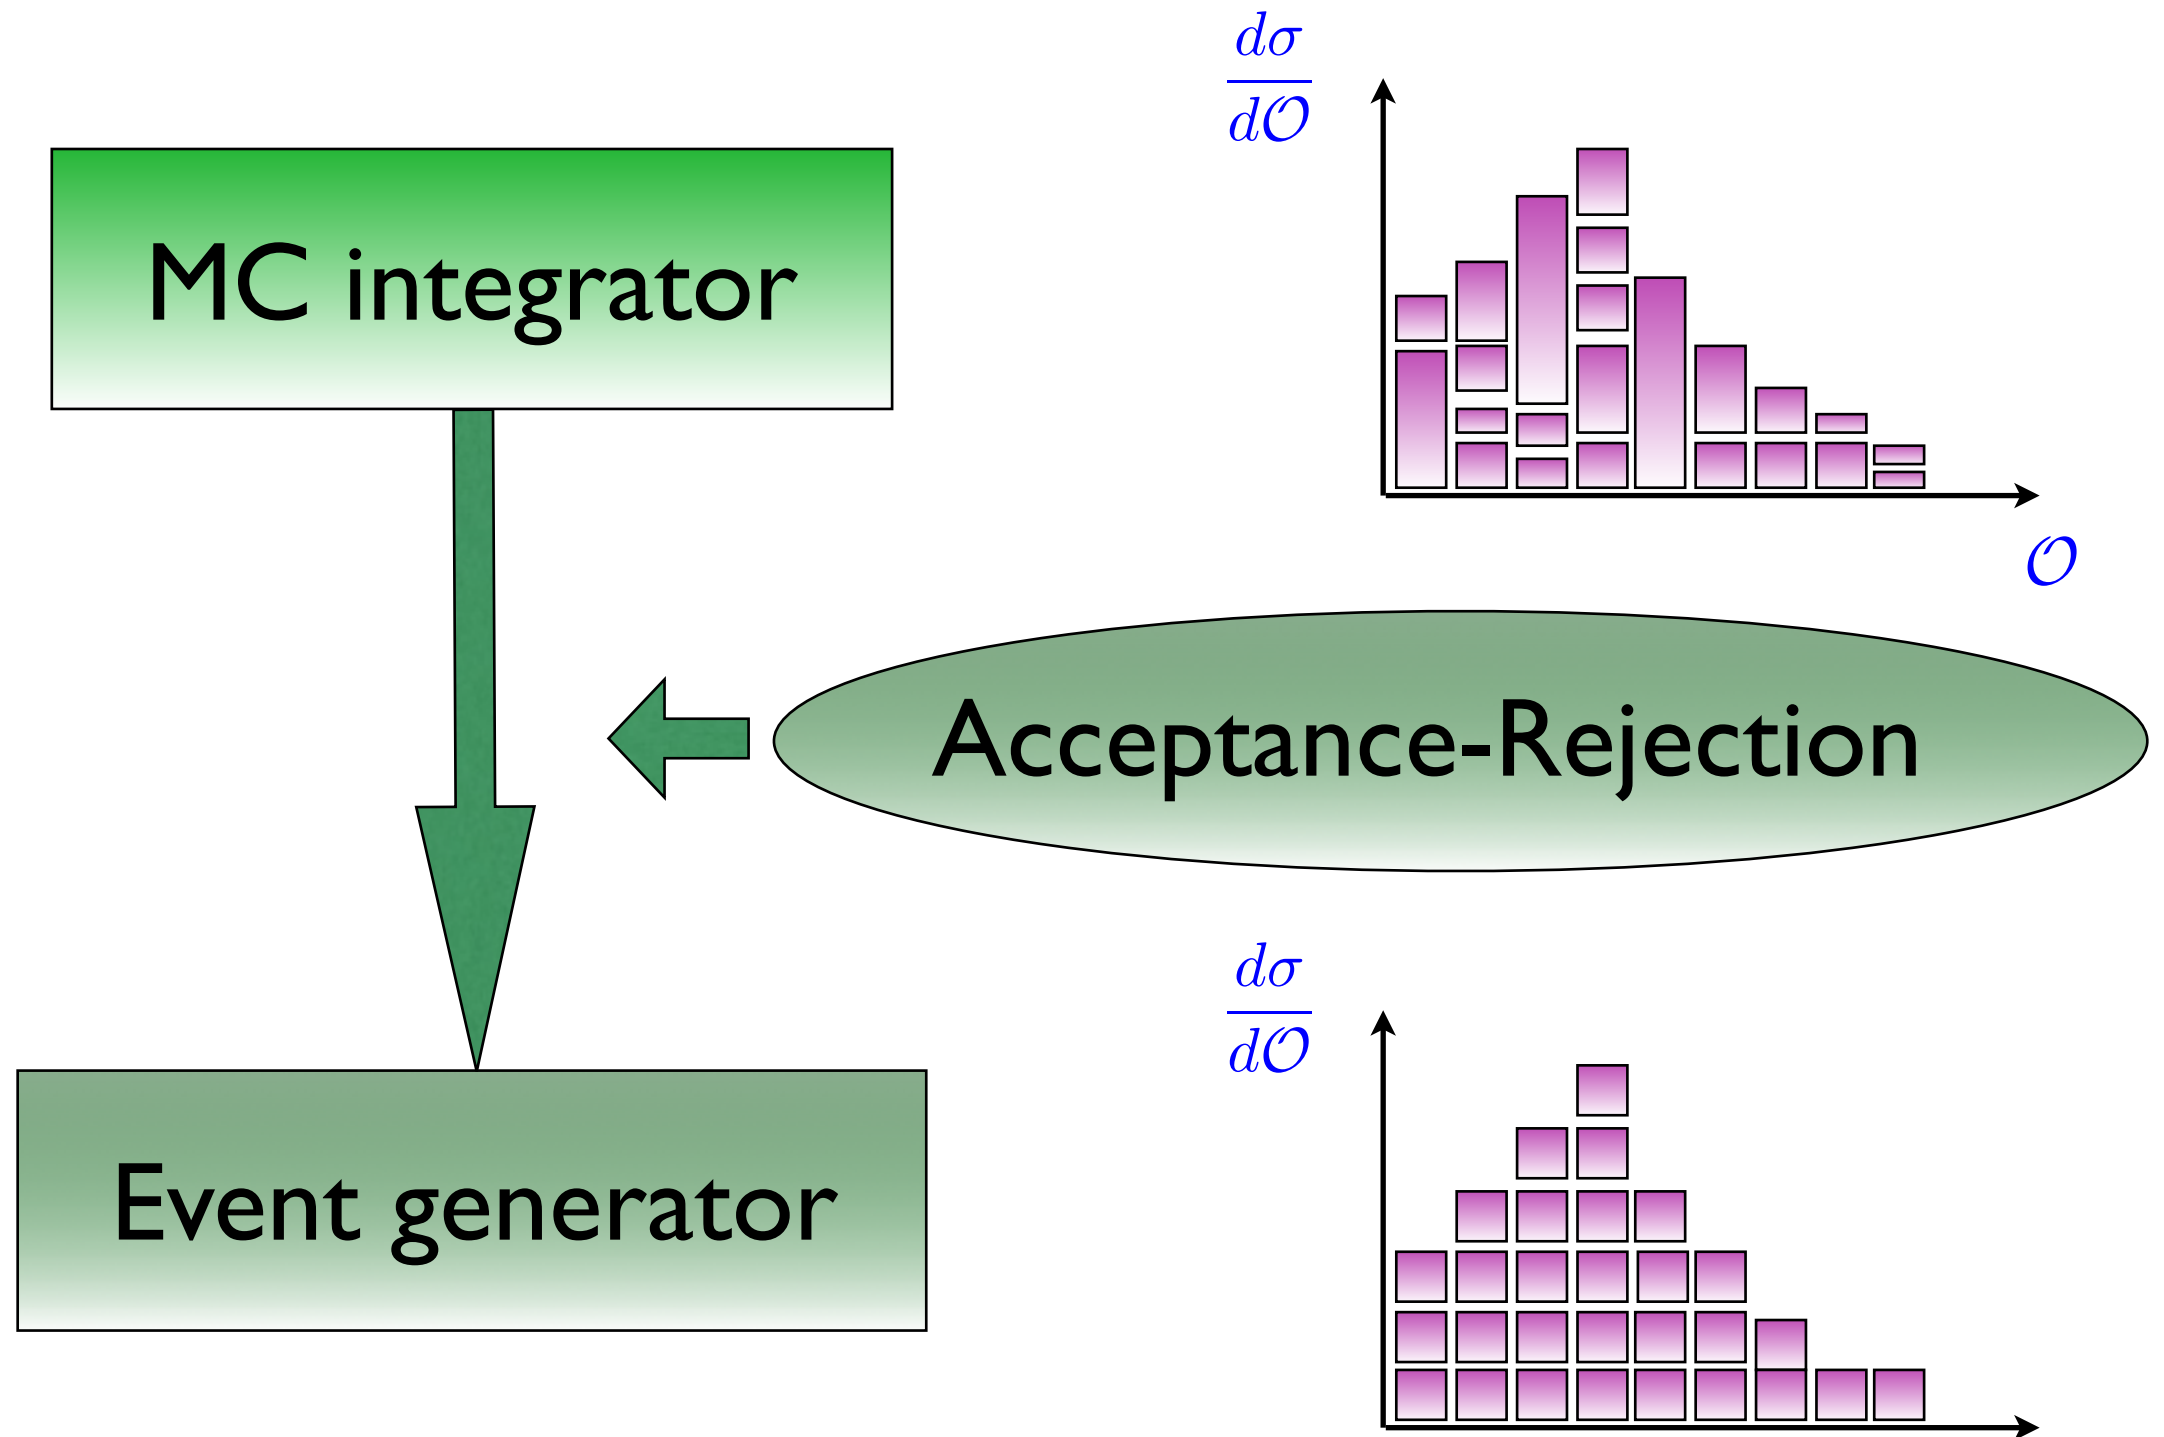 dσ
d𝒪
MC integrator
𝒪
Acceptance-Rejection
dσ
d𝒪
Event generator